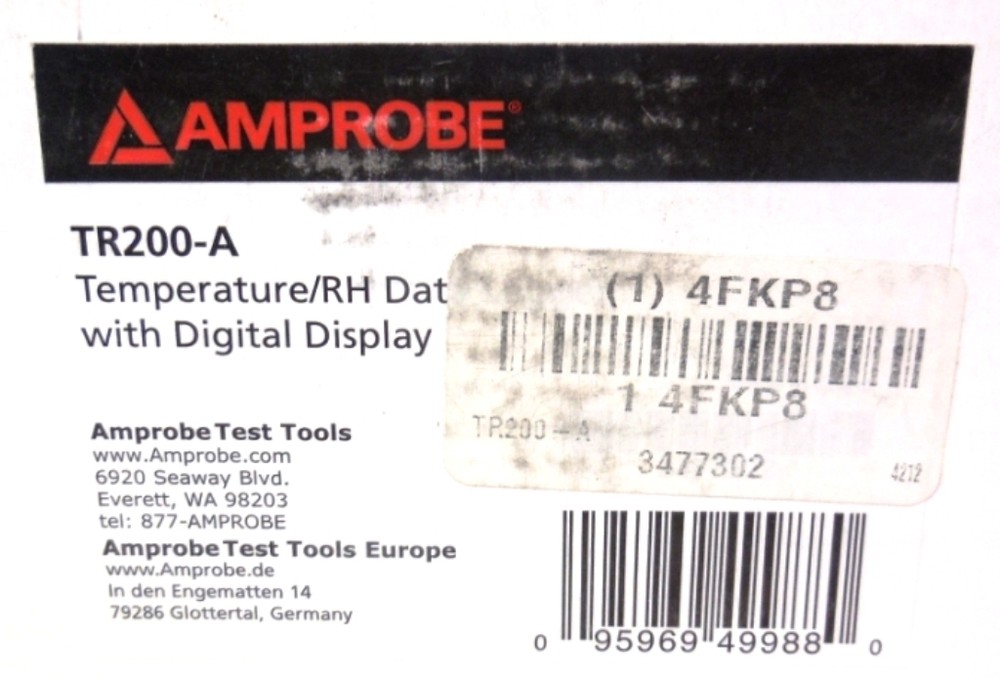 AMPROBE®
TR200-A
Temperature/RH Dat
with Digital Display
(1) 4FKP8
1 4FKP8
TR200-A
3477302
4212
Amprobe Test Tools
www.Amprobe.com
6920 Seaway Blvd.
Everett, WA 98203
tel: 877-AMPROBE
Amprobe Test Tools Europe
www.Amprobe.de
In den Engematten 14
79286 Glottertal, Germany
0 95969 49988 0